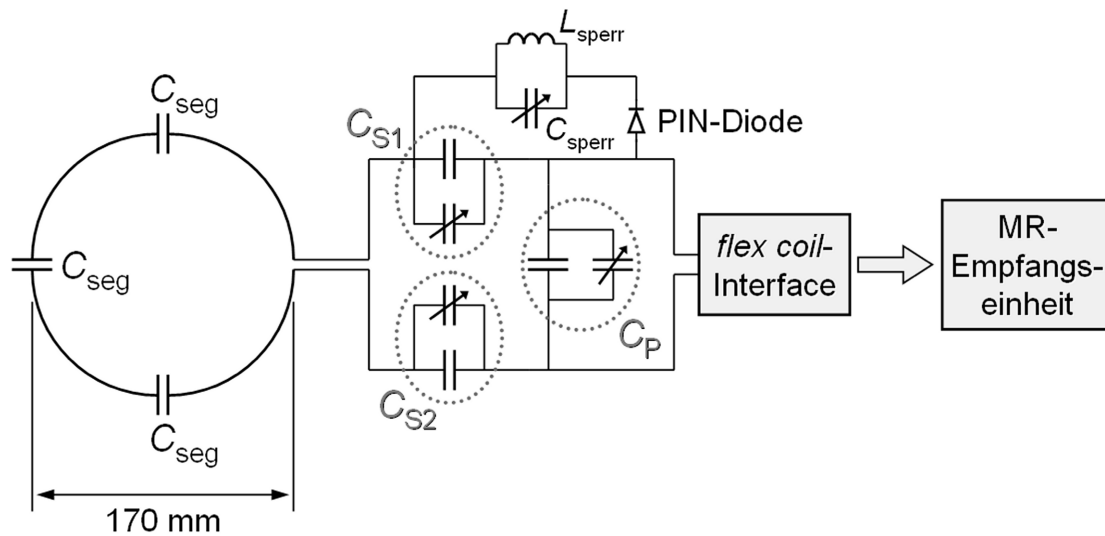 L_sperr
C_seg
C_S1
C_sperr
PIN-Diode
C_seg
flex coil-
Interface
MR-
Empfangs-
einheit
C_P
C_S2
C_seg
170 mm